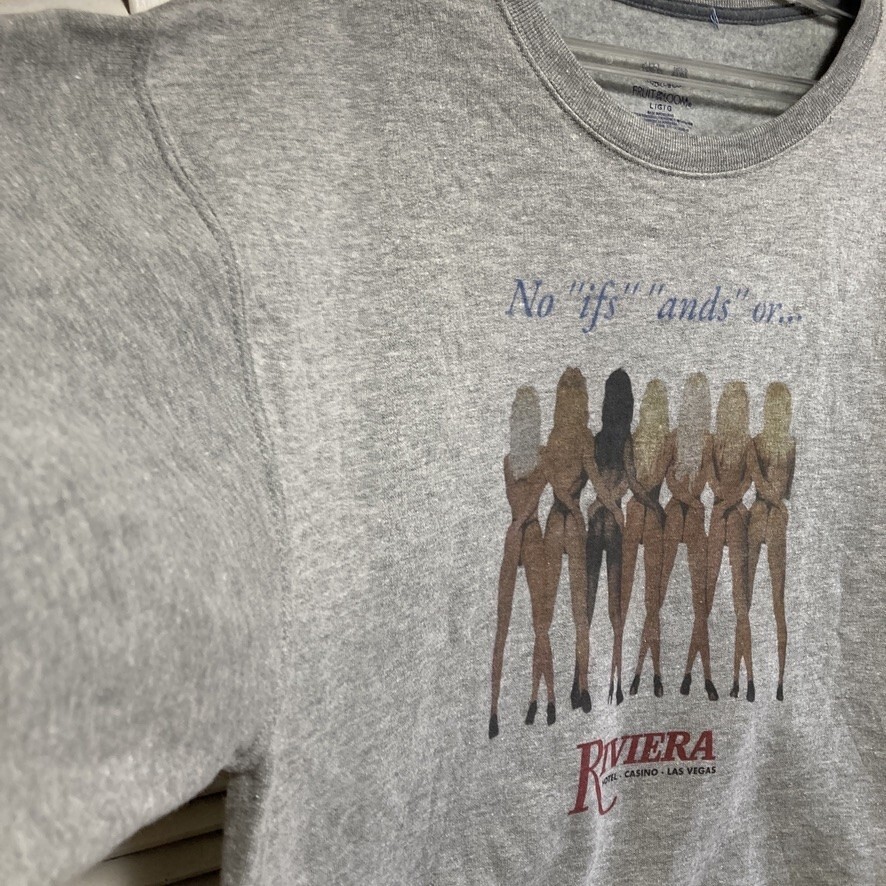 FRUIT OF THE LOOM®
L|G|G
No "ifs" "ands" or...
RIVIERA
HOTEL · CASINO · LAS VEGAS